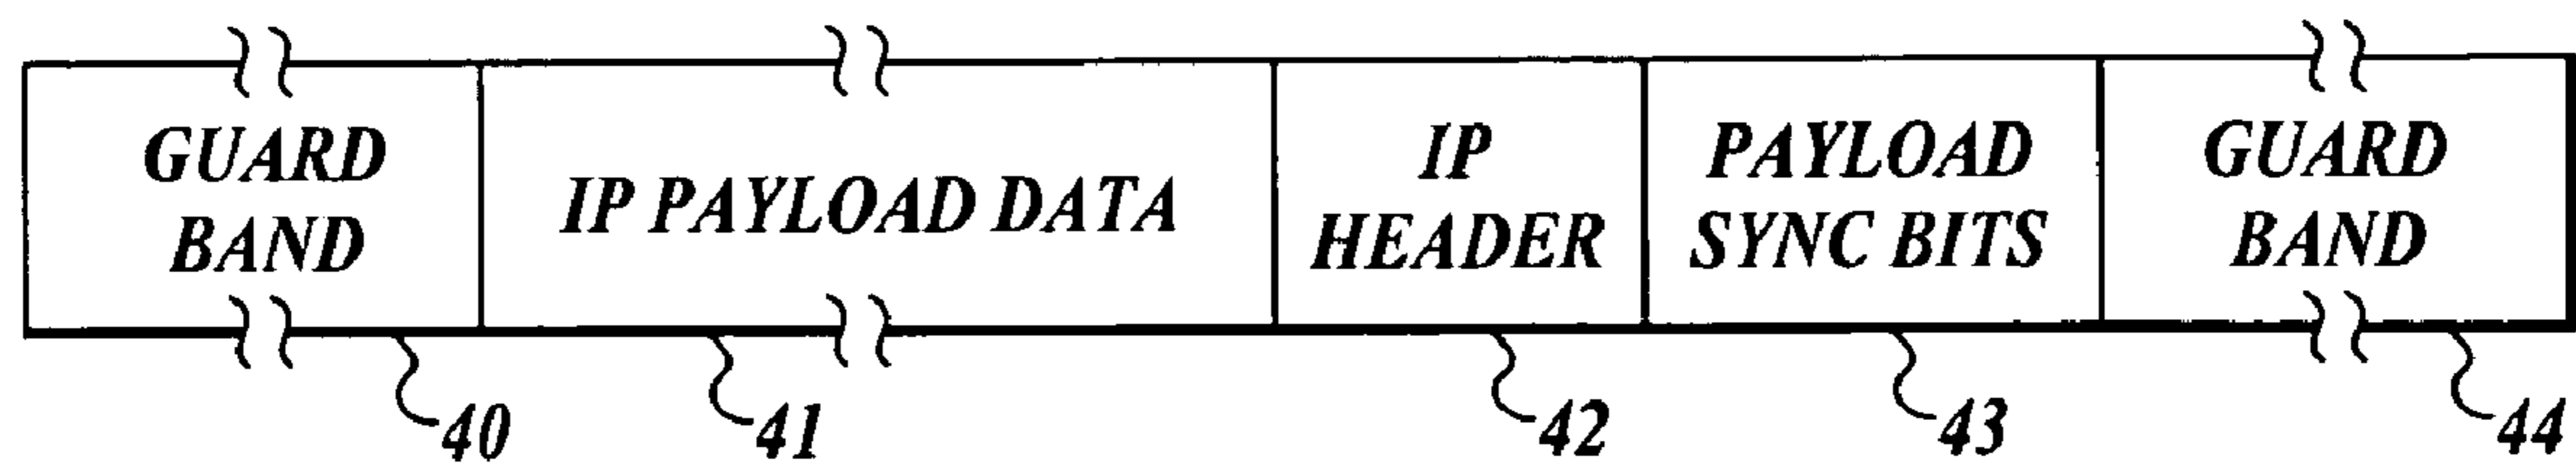 GUARD
BAND
IP PAYLOAD DATA
IP
HEADER
PAYLOAD
SYNC BITS
GUARD
BAND
40
41
42
43
44